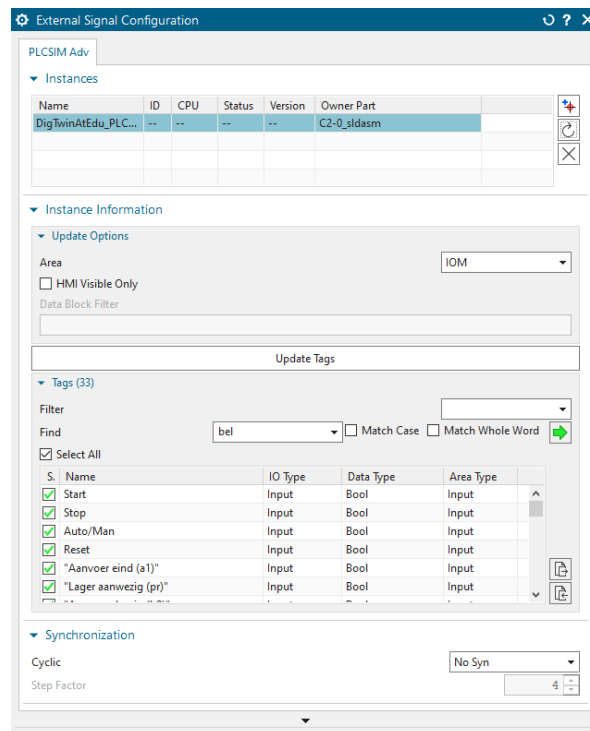 External Signal Configuration
PLCSIM Adv
Instances
Name ID CPU Status Version Owner Part
DigTwinAtEdu_PLC... -- -- -- -- C2-0_sldasm
Instance Information
Update Options
Area IOM
HMI Visible Only
Data Block Filter
Update Tags
Tags (33)
Filter
Find bel Match Case Match Whole Word
Select All
S. Name IO Type Data Type Area Type
Start Input Bool Input
Stop Input Bool Input
Auto/Man Input Bool Input
Reset Input Bool Input
"Aanvoer eind (a1)" Input Bool Input
"Lager aanwezig (pr)" Input Bool Input
Synchronization
Cyclic No Syn
Step Factor 4